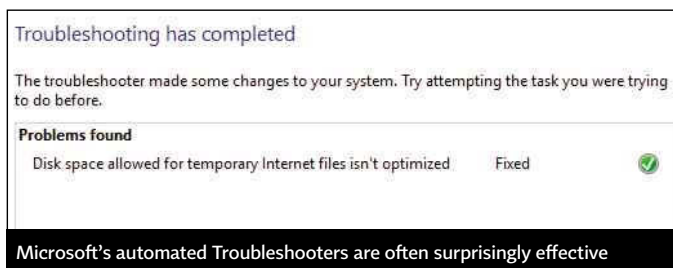 Troubleshooting has completed
The troubleshooter made some changes to your system. Try attempting the task you were trying
to do before.
Problems found
Disk space allowed for temporary Internet files isn't optimized Fixed
Microsoft’s automated Troubleshooters are often surprisingly effective